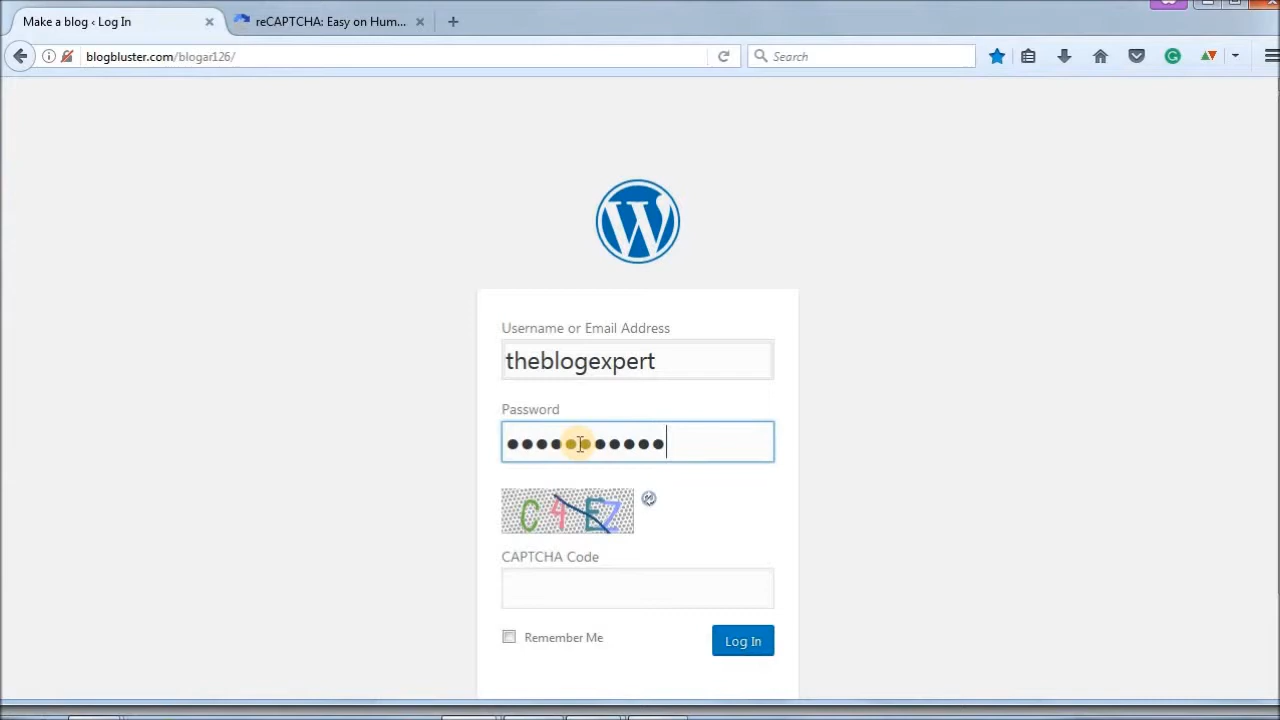 Make a blog ‹ Log In
reCAPTCHA: Easy on Hum...
blogbluster.com/blogar126/
Search
Username or Email Address
theblogexpert
Password
C4EZ
CAPTCHA Code
Remember Me
Log In